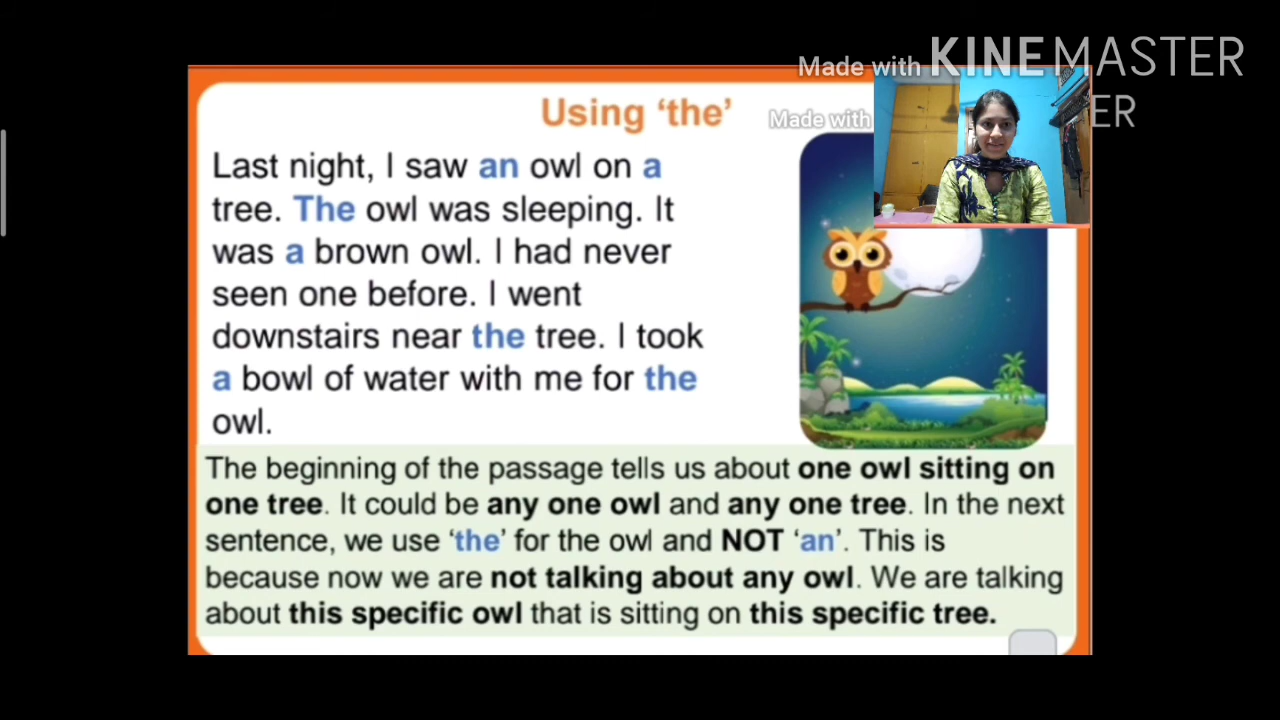 Made with KINEMASTER
Made with ER
Using ‘the’
Last night, I saw an owl on a
tree. The owl was sleeping. It
was a brown owl. I had never
seen one before. I went
downstairs near the tree. I took
a bowl of water with me for the
owl.
The beginning of the passage tells us about one owl sitting on
one tree. It could be any one owl and any one tree. In the next
sentence, we use ‘the’ for the owl and NOT ‘an’. This is
because now we are not talking about any owl. We are talking
about this specific owl that is sitting on this specific tree.